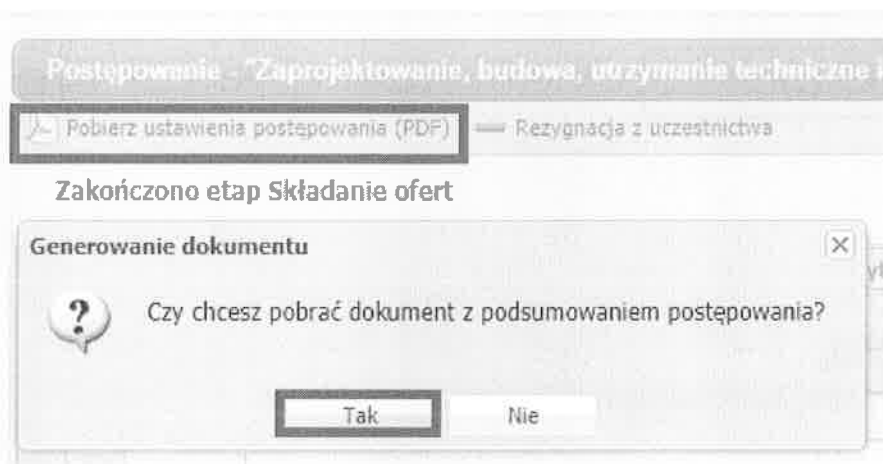 Postępowanie - "Zaprojektowanie, budowa, utrzymanie techniczne i
Pobierz ustawienia postępowania (PDF) Rezygnacja z uczestnictwa
Zakończono etap Składanie ofert
Generowanie dokumentu
Czy chcesz pobrać dokument z podsumowaniem postępowania?
Tak Nie